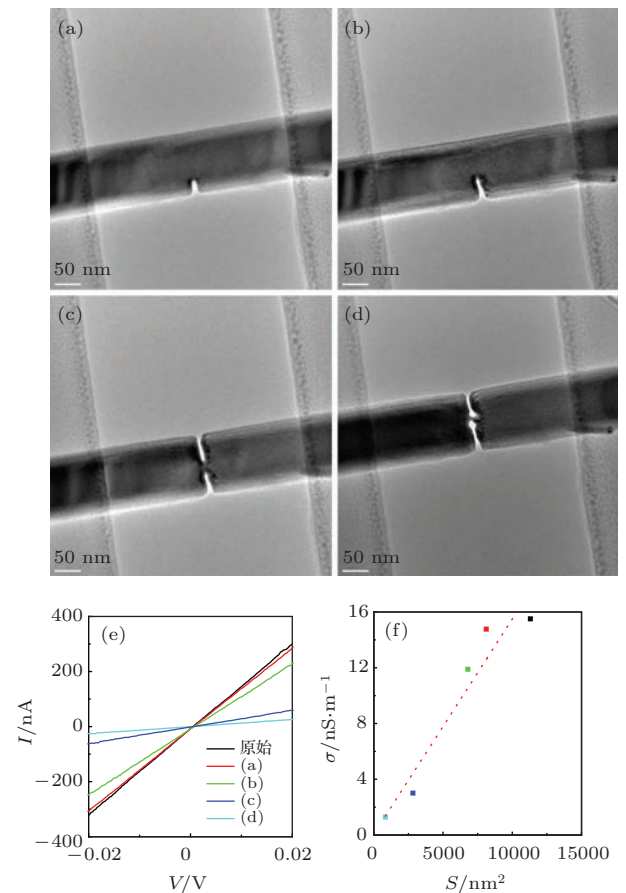 (a)
50 nm
(b)
50 nm
(c)
50 nm
(d)
50 nm
(e)
I/nA
400
200
0
−200
−400
−0.02
0
0.02
V/V
原始
(a)
(b)
(c)
(d)
(f)
σ/nS·m⁻¹
16
12
8
4
0
0
5000
10000
15000
S/nm²